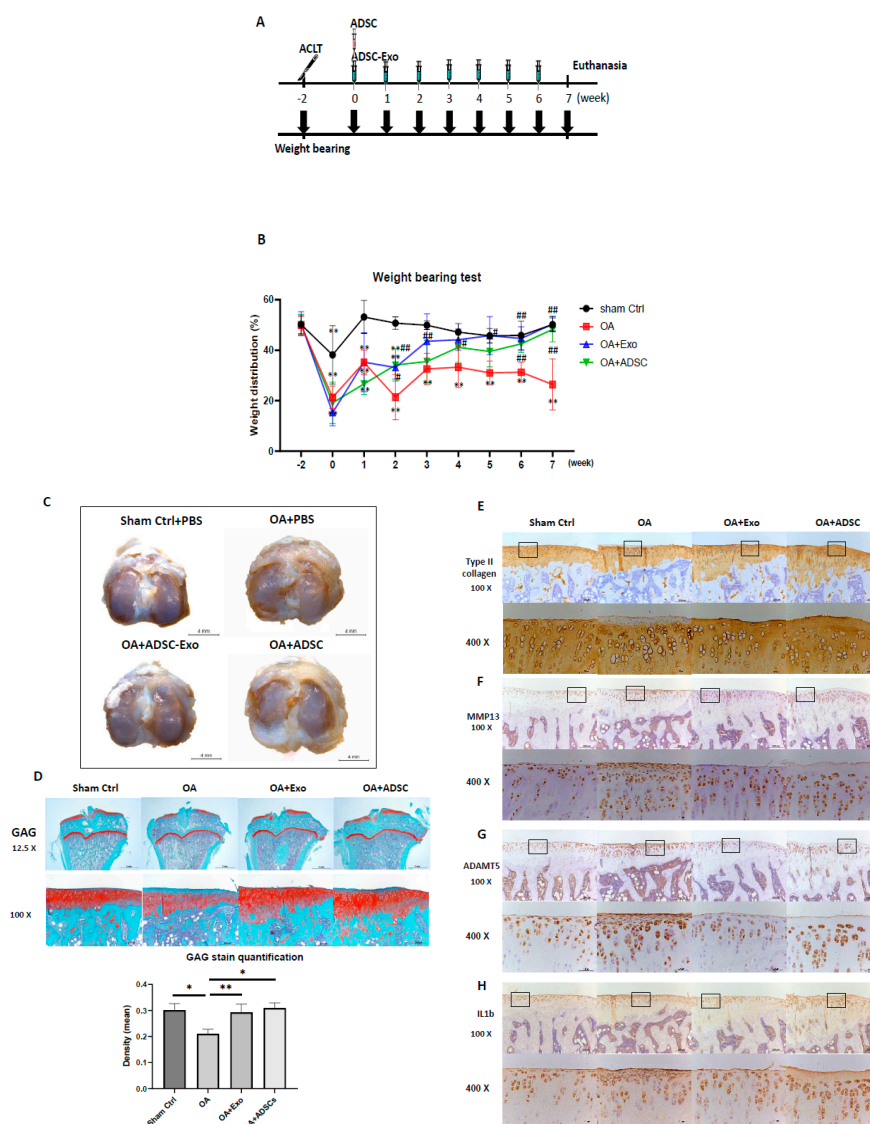 A
ADSC
ACLT
ADSC-Exo
Euthanasia
-2 0 1 2 3 4 5 6 7 (week)
Weight bearing
B
Weight bearing test
Weight distribution (%)
60
40
20
0
-2 0 1 2 3 4 5 6 7 (week)
sham Ctrl
OA
OA+Exo
OA+ADSC
C
Sham Ctrl+PBS
OA+PBS
4 mm
4 mm
OA+ADSC-Exo
OA+ADSC
4 mm
4 mm
D
Sham Ctrl OA OA+Exo OA+ADSC
GAG
12.5 X
100 X
GAG stain quantification
Density (mean)
0.4
0.3
0.2
0.1
0.0
* ** *
Sham Ctrl
OA
OA+Exo
A+ADSCs
E
Sham Ctrl OA OA+Exo OA+ADSC
Type II
collagen
100 X
400 X
F
MMP13
100 X
400 X
G
ADAMT5
100 X
400 X
H
IL1b
100 X
400 X